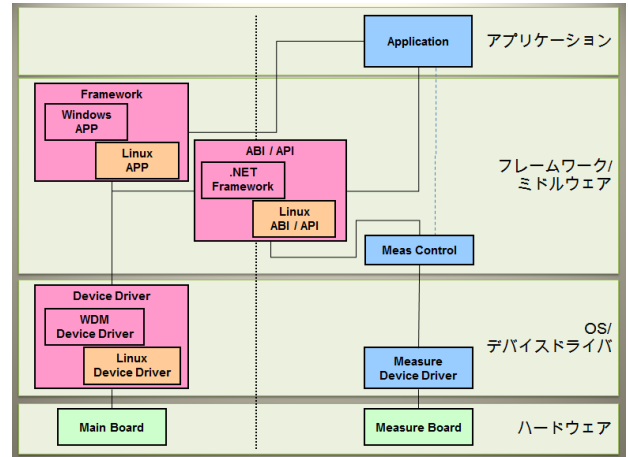 Application
アプリケーション
Framework
Windows
APP
Linux
APP
ABI / API
.NET
Framework
Linux
ABI / API
フレームワーク/
ミドルウェア
Meas Control
Device Driver
WDM
Device Driver
Linux
Device Driver
OS/
デバイスドライバ
Measure
Device Driver
Main Board
Measure Board
ハードウェア